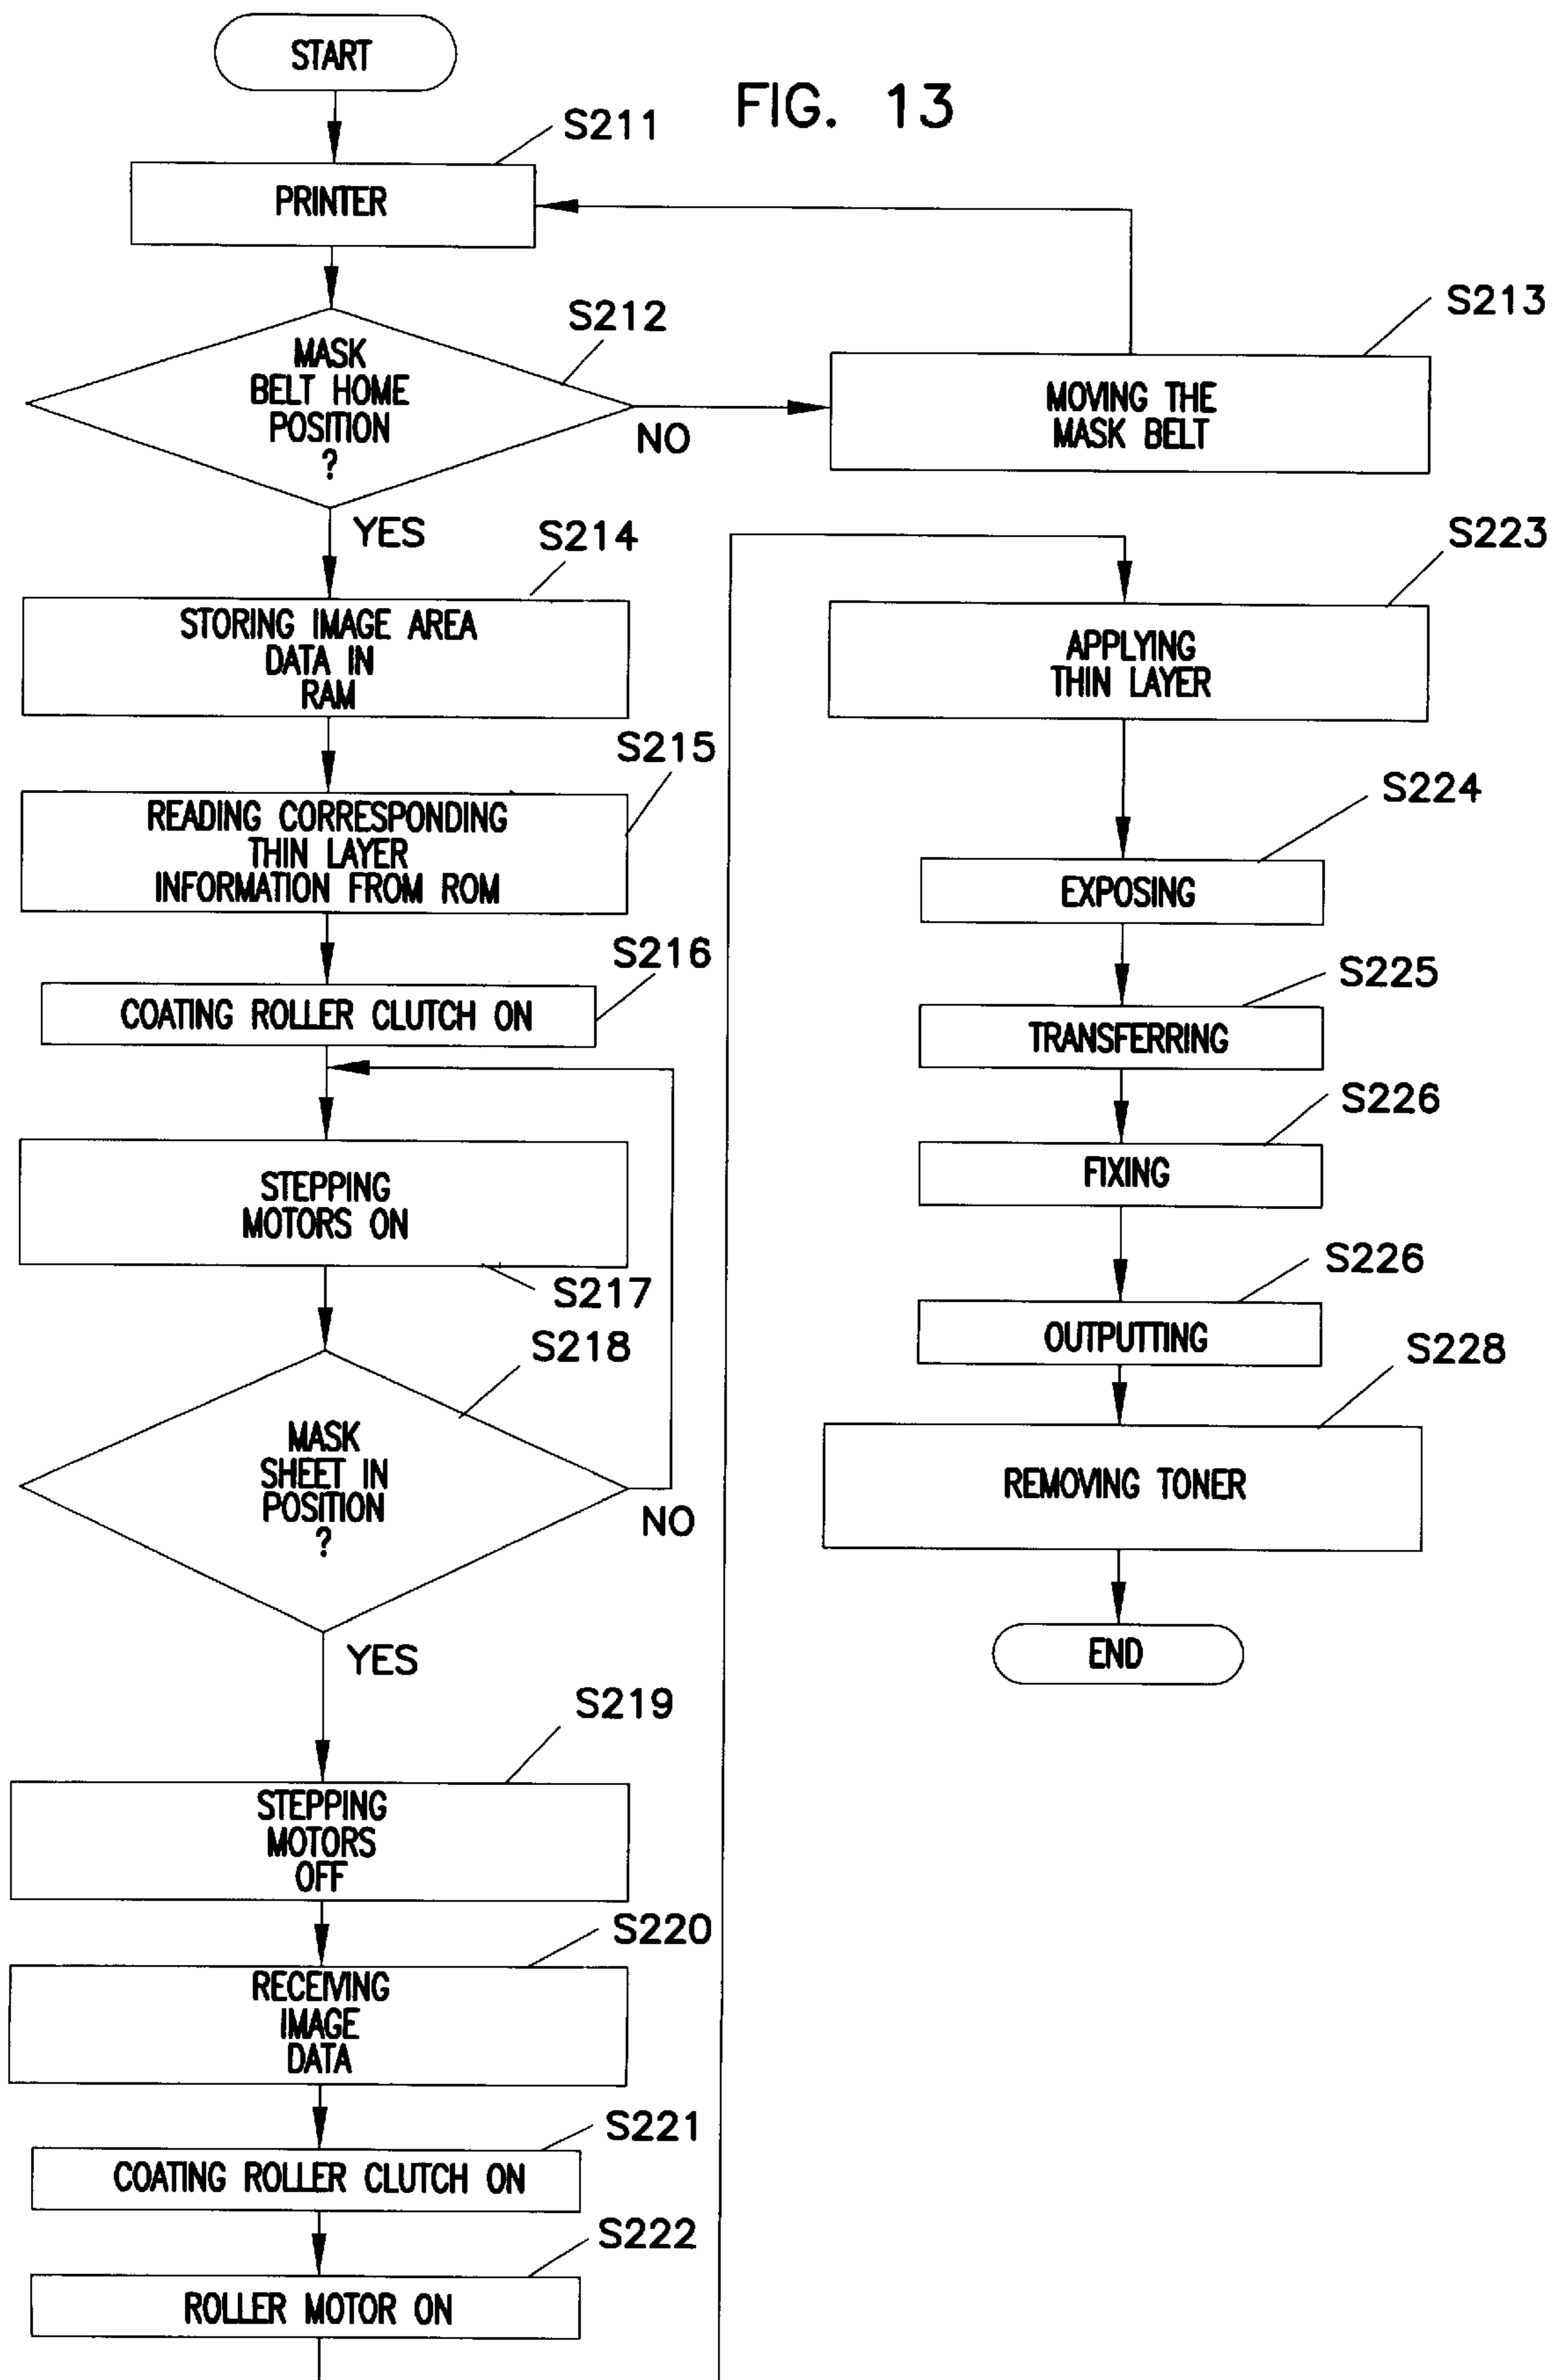 START
FIG. 13
S211
PRINTER
S212
MASK
BELT HOME
POSITION
?
NO
YES
S213
MOVING THE
MASK BELT
S214
STORING IMAGE AREA
DATA IN
RAM
S215
READING CORRESPONDING
THIN LAYER
INFORMATION FROM ROM
S216
COATING ROLLER CLUTCH ON
STEPPING
MOTORS ON
S217
S218
MASK
SHEET IN
POSITION
?
NO
YES
S219
STEPPING
MOTORS
OFF
S220
RECEIVING
IMAGE
DATA
S221
COATING ROLLER CLUTCH ON
S222
ROLLER MOTOR ON
S223
APPLYING
THIN LAYER
S224
EXPOSING
S225
TRANSFERRING
S226
FIXING
S226
OUTPUTTING
S228
REMOVING TONER
END